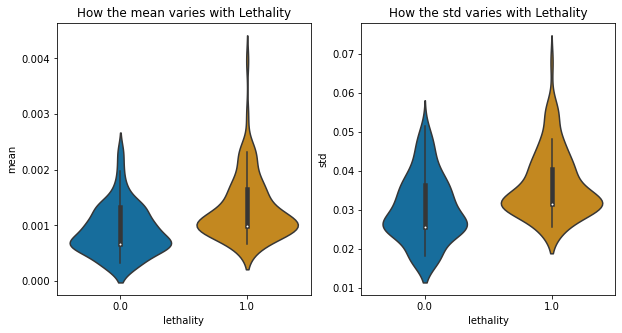 How the mean varies with Lethality
0.004
0.003
0.002
0.001
0.000
mean
0.0
1.0
lethality
How the std varies with Lethality
0.07
0.06
0.05
0.04
0.03
0.02
0.01
std
0.0
1.0
lethality